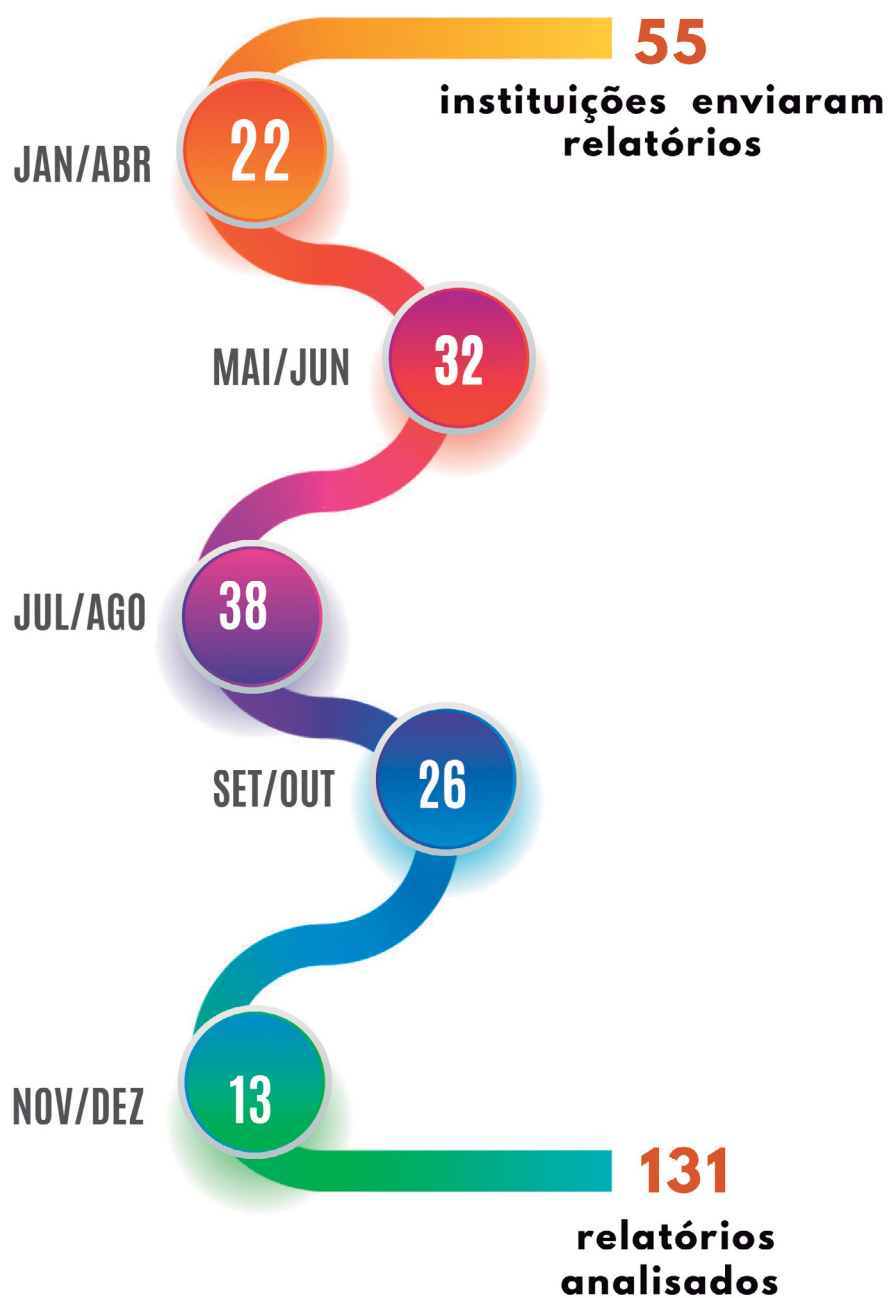 55
instituições enviaram
relatórios
JAN/ABR
22
MAI/JUN
32
JUL/AGO
38
SET/OUT
26
NOV/DEZ
13
131
relatórios
analisados